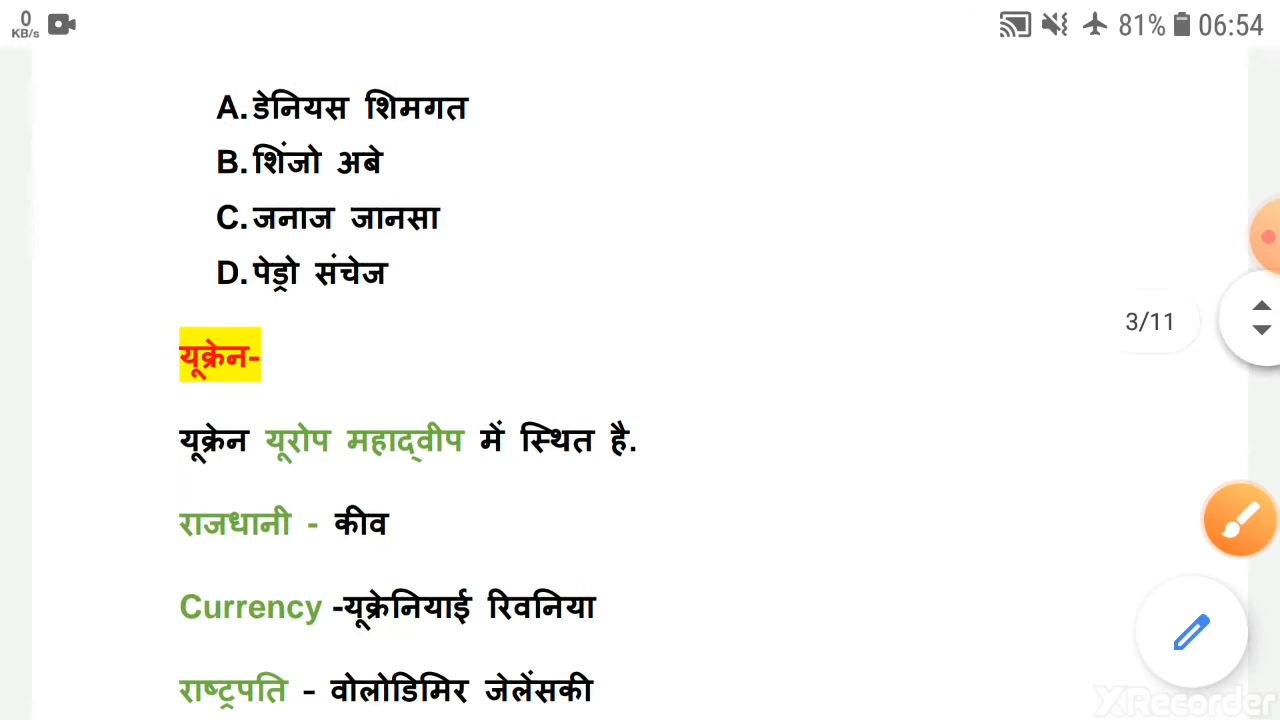 0
KB/s
81% 06:54
A. डेनियस शिमगत
B. शिंजो अबे
C. जनाज जानसा
D. पेड्रो संचेज
3/11
यूक्रेन-
यूक्रेन यूरोप महाद्वीप में स्थित है.
राजधानी - कीव
Currency -यूक्रेनियाई रिवनिया
राष्ट्रपति – वोलोडिमिर जेलेंसकी
XRecorder